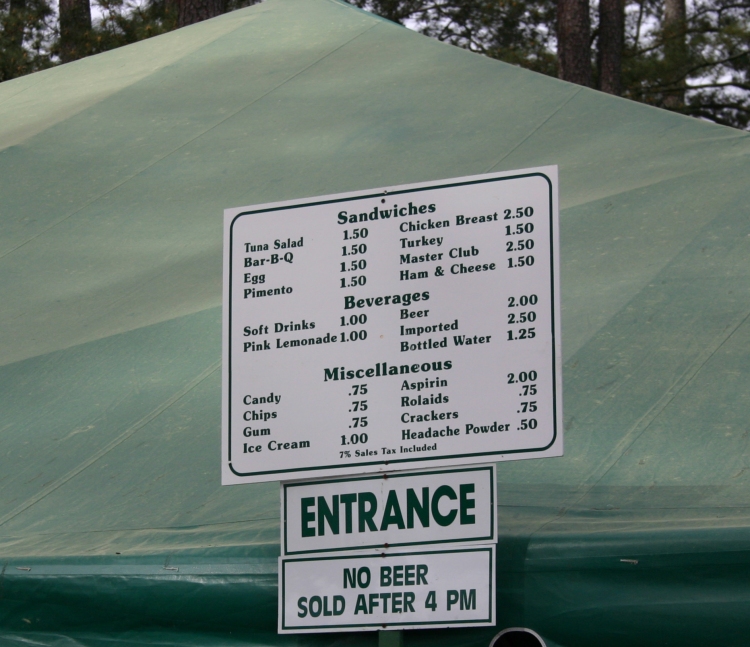 Sandwiches
Tuna Salad 1.50 Chicken Breast 2.50
Bar-B-Q 1.50 Turkey 1.50
Egg 1.50 Master Club 2.50
Pimento 1.50 Ham & Cheese 1.50
Beverages
Soft Drinks 1.00 Beer 2.00
Pink Lemonade 1.00 Imported 2.50
Bottled Water 1.25
Miscellaneous
Candy .75 Aspirin 2.00
Chips .75 Rolaids .75
Gum .75 Crackers .75
Ice Cream 1.00 Headache Powder .50
7% Sales Tax Included
ENTRANCE
NO BEER
SOLD AFTER 4 PM